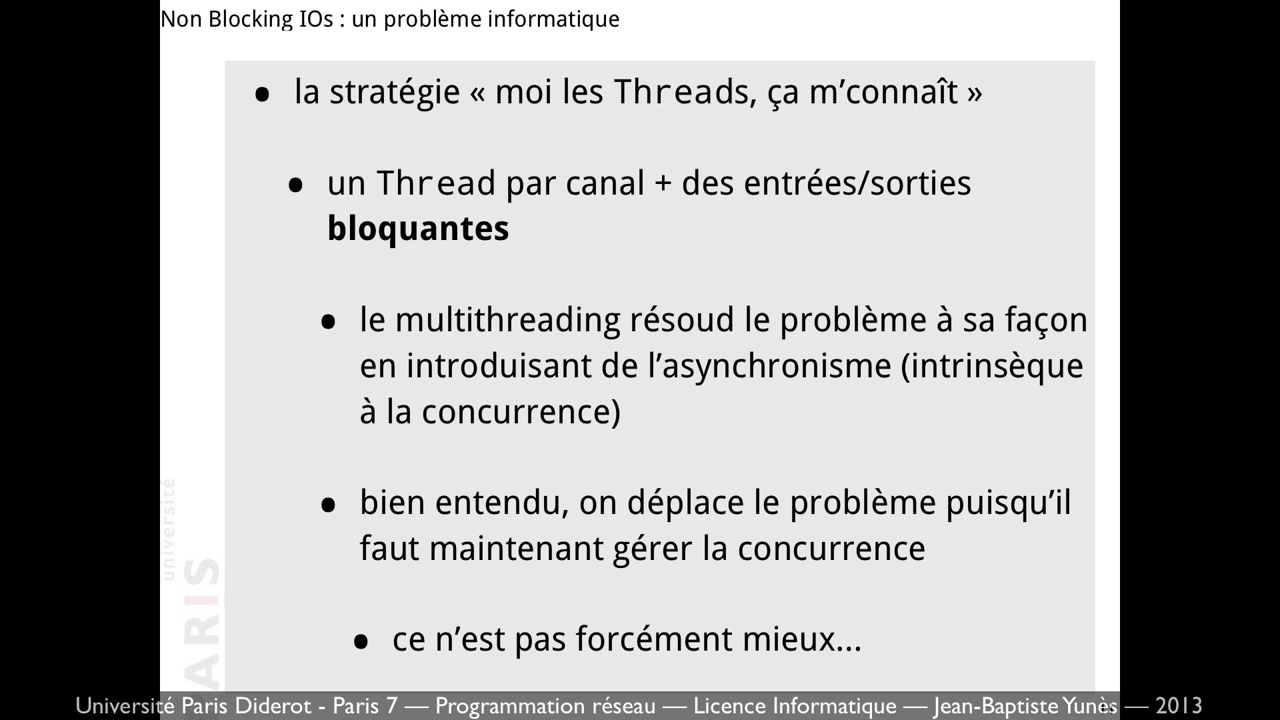 Non Blocking IOs : un problème informatique
• la stratégie « moi les Threads, ça m’connaît »
• un Thread par canal + des entrées/sorties
bloquantes
• le multithreading résoud le problème à sa façon
en introduisant de l’asynchronisme (intrinsèque
à la concurrence)
• bien entendu, on déplace le problème puisqu’il
faut maintenant gérer la concurrence
• ce n’est pas forcément mieux...
université
PARIS
Université Paris Diderot - Paris 7 — Programmation réseau — Licence Informatique — Jean-Baptiste Yunès — 2013